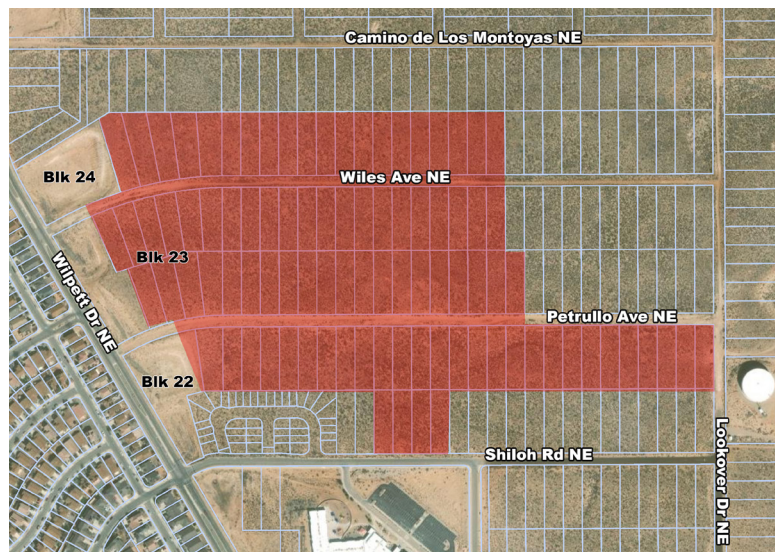 Camino de Los Montoyas NE
Blk 24
Wiles Ave NE
Blk 23
Wilpett Dr NE
Petrullo Ave NE
Blk 22
Shiloh Rd NE
Lookover Dr NE